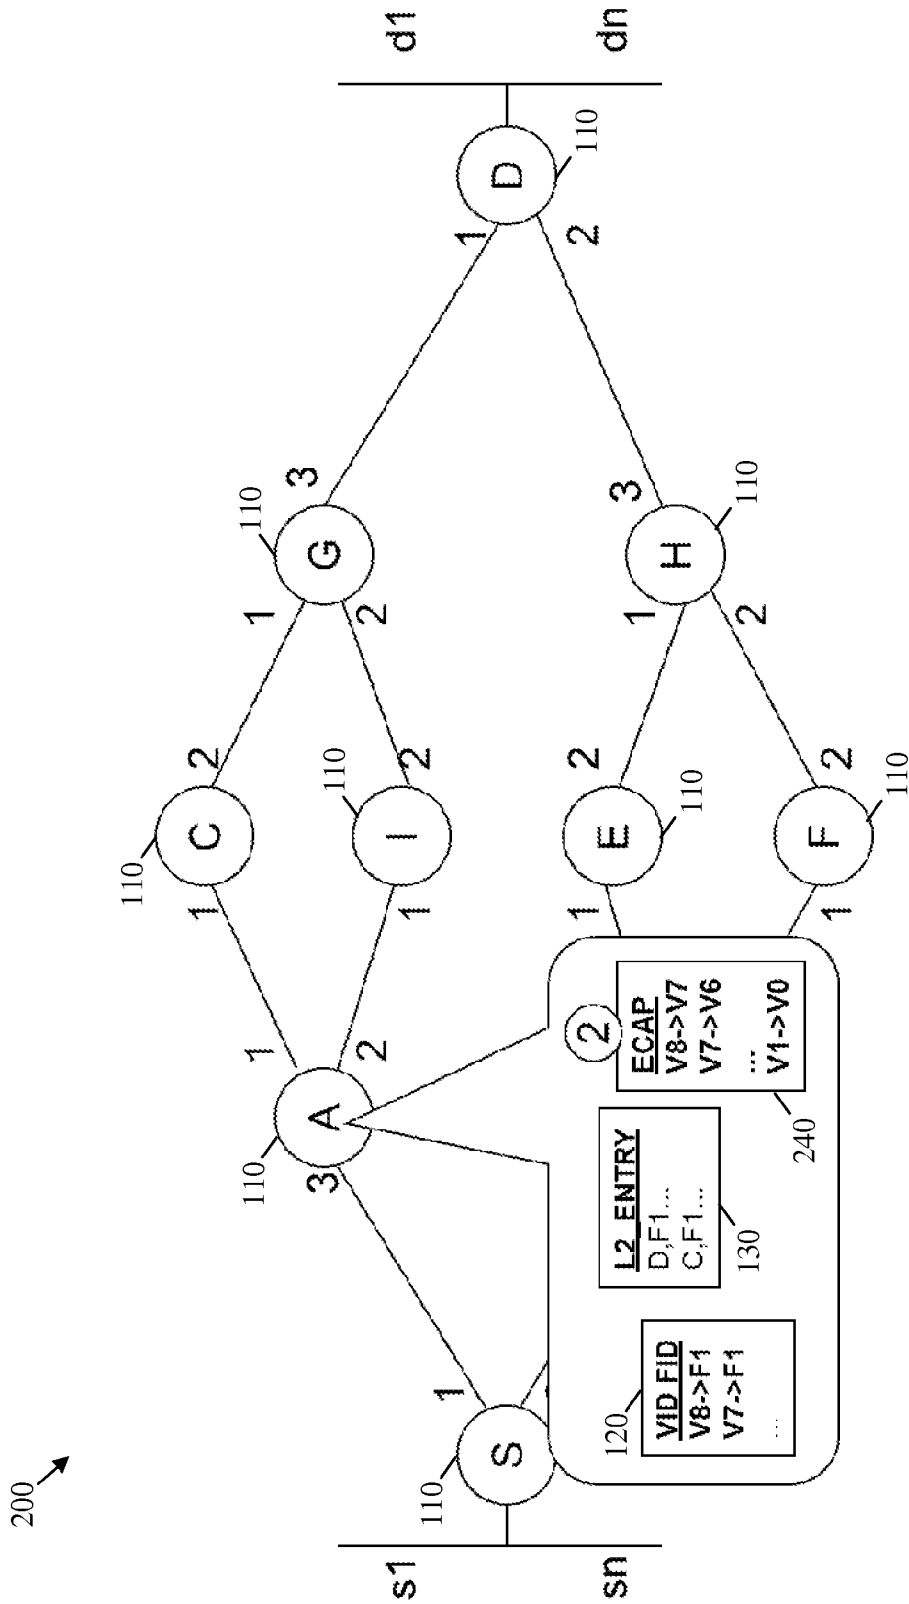 200
110
1 C 2
110
110
1
1
3 A
G 3
110
2
2
s1
1 I 2
d1
110
1
1
S
D
2
110
sn
dn
1 E 2
1
3
H
110
2
110
1 F 2
110
120
VID FID
V8->F1
V7->F1
...
L2_ENTRY
D,F1...
C,F1...
130
2
ECAP
V8->V7
V7->V6
...
V1->V0
240